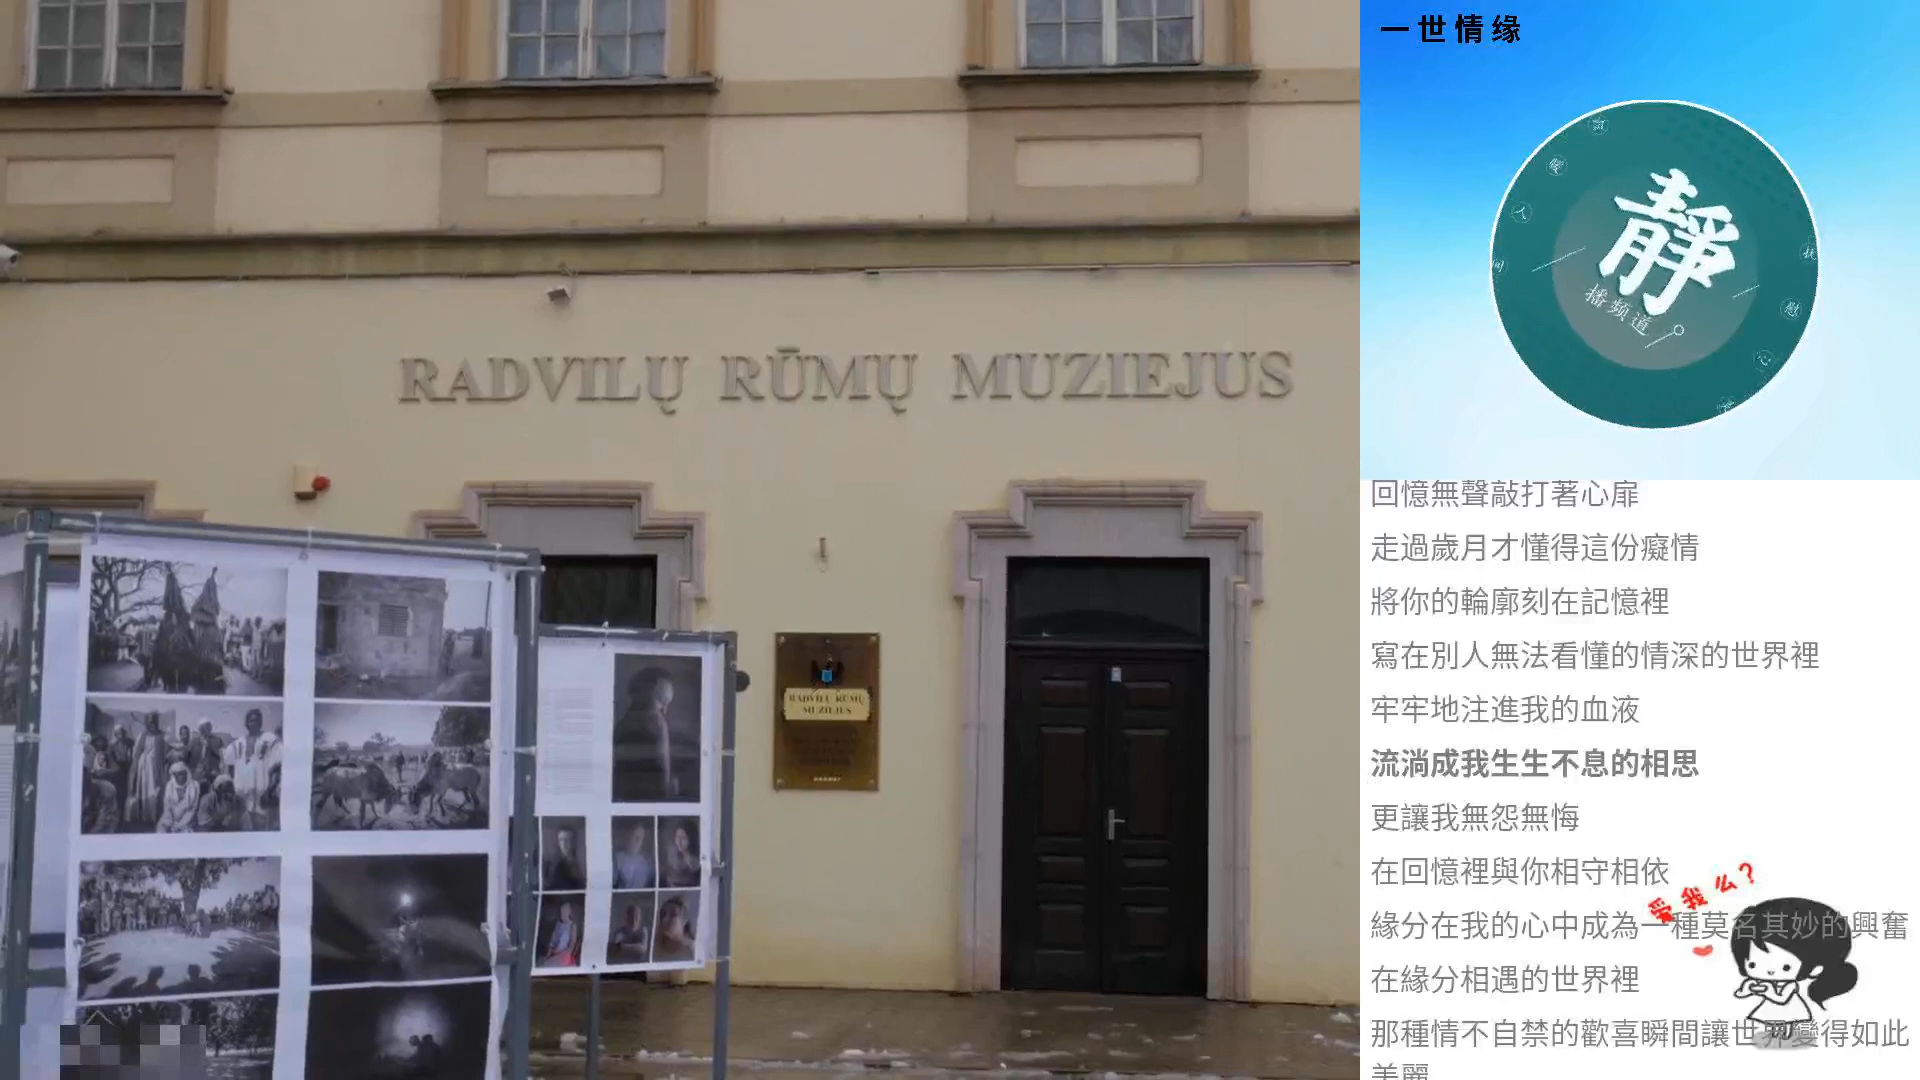 RADVILŲ RŪMŲ MUZIEJUS
RADVILŲ RŪMŲ
MUZIEJUS
一世情缘
靜
播頻道
回憶無聲敲打著心扉
走過歲月才懂得這份癡情
將你的輪廓刻在記憶裡
寫在別人無法看懂的情深的世界裡
牢牢地注進我的血液
流淌成我生生不息的相思
更讓我無怨無悔
在回憶裡與你相守相依
愛我么?
緣分在我的心中成為一種莫名其妙的興奮
在緣分相遇的世界裡
那種情不自禁的歡喜瞬間讓世界變得如此
美麗